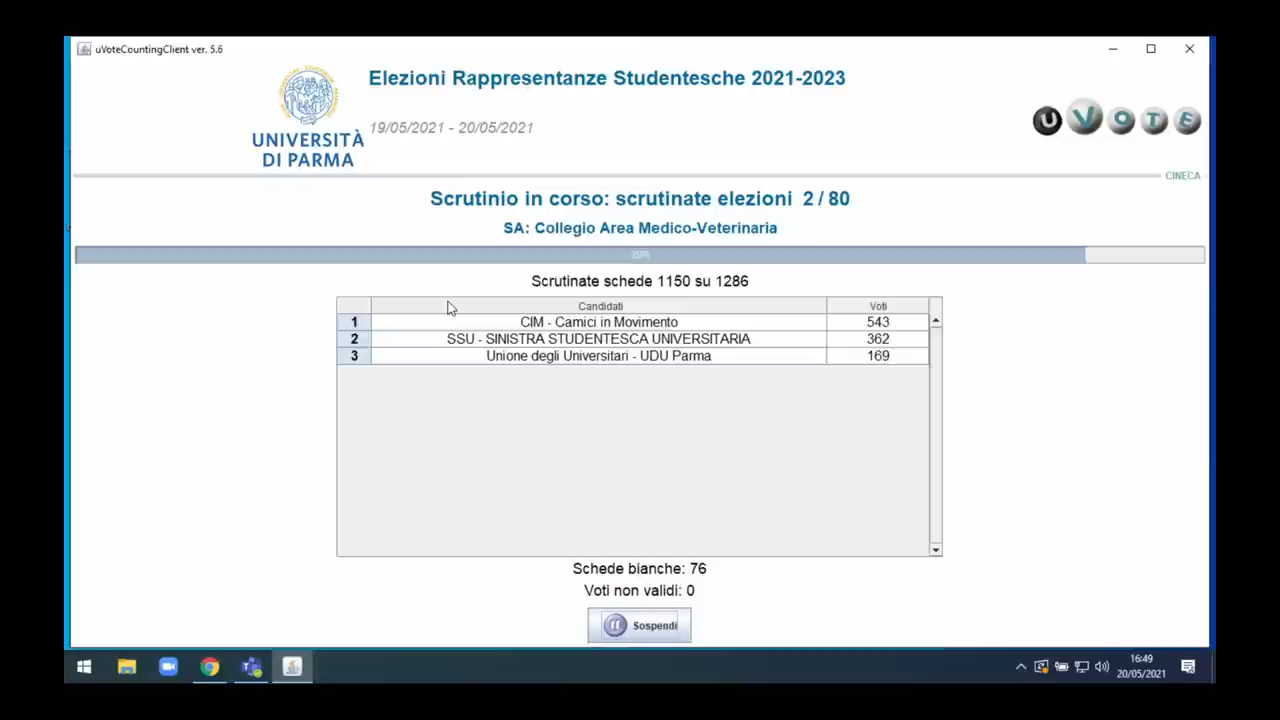 uVoteCountingClient ver. 5.6
Elezioni Rappresentanze Studentesche 2021-2023
19/05/2021 - 20/05/2021
UNIVERSITÀ
DI PARMA
U V O T E
CINECA
Scrutinio in corso: scrutinate elezioni 2 / 80
SA: Collegio Area Medico-Veterinaria
Scrutinate schede 1150 su 1286
Candidati Voti
1 CIM - Camici in Movimento 543
2 SSU - SINISTRA STUDENTESCA UNIVERSITARIA 362
3 Unione degli Universitari - UDU Parma 169
Schede bianche: 76
Voti non validi: 0
Sospendi
16:49
20/05/2021